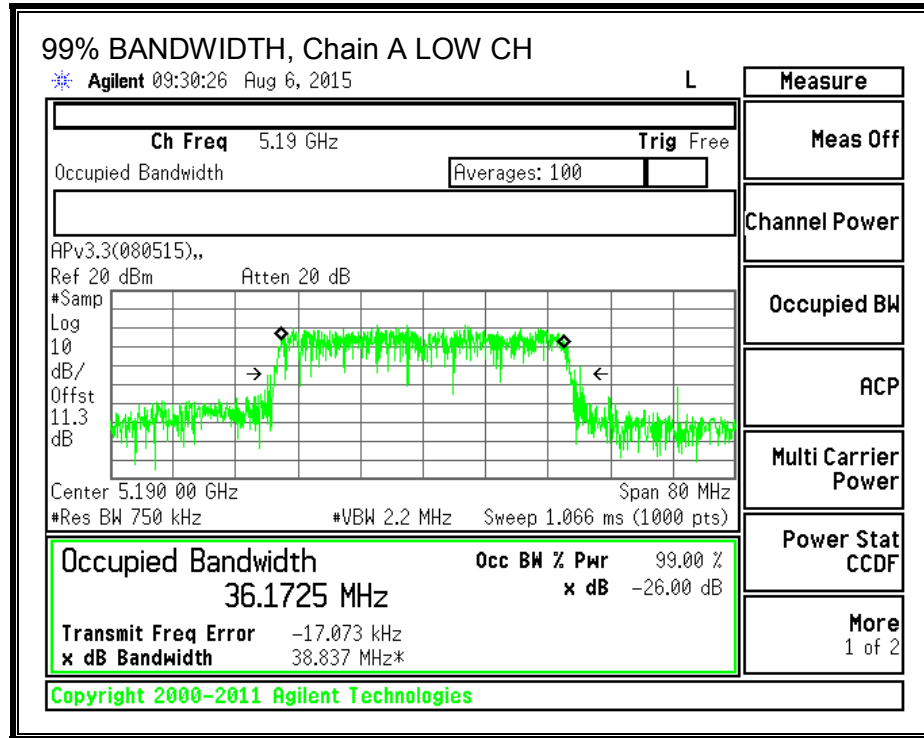 99% BANDWIDTH, Chain A LOW CH
Agilent 09:30:26 Aug 6, 2015 L
Ch Freq 5.19 GHz Trig Free
Occupied Bandwidth Averages: 100
APv3.3(080515),,
Ref 20 dBm Atten 20 dB
#Samp
Log
10
dB/
Offst
11.3
dB
Center 5.190 00 GHz Span 80 MHz
#Res BW 750 kHz #VBW 2.2 MHz Sweep 1.066 ms (1000 pts)
Occupied Bandwidth Occ BW % Pwr 99.00 %
36.1725 MHz x dB -26.00 dB
Transmit Freq Error -17.073 kHz
x dB Bandwidth 38.837 MHz*
Copyright 2000-2011 Agilent Technologies
Measure
Meas Off
Channel Power
Occupied BW
ACP
Multi Carrier
Power
Power Stat
CCDF
More
1 of 2